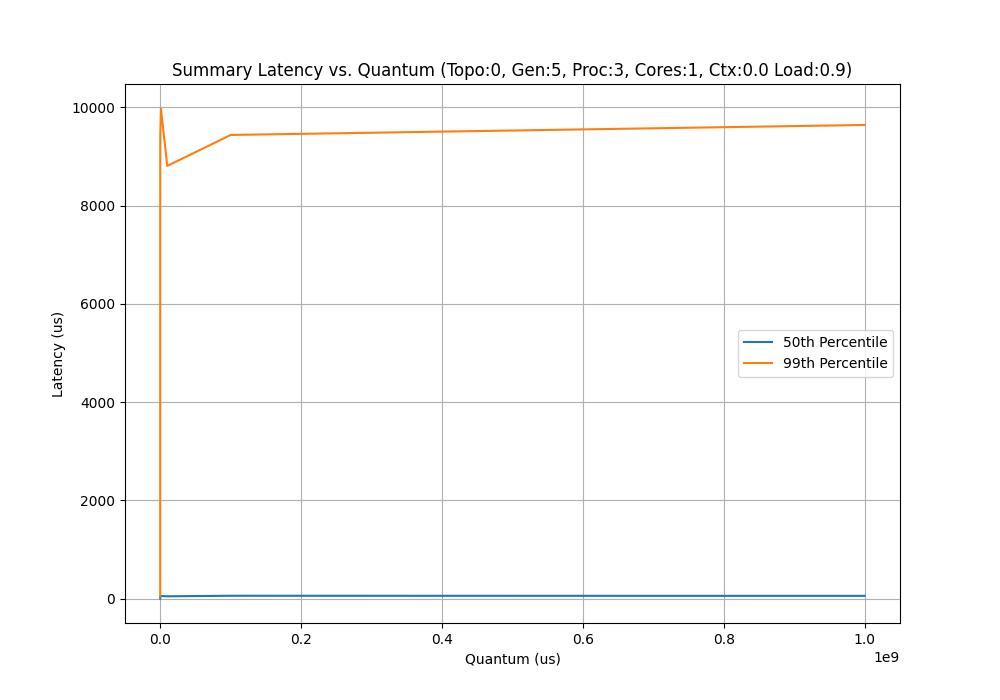 Summary Latency vs. Quantum (Topo:0, Gen:5, Proc:3, Cores:1, Ctx:0.0 Load:0.9)
10000
8000
6000
4000
2000
0
Latency (us)
50th Percentile
99th Percentile
0.0 0.2 0.4 0.6 0.8 1.0
1e9
Quantum (us)